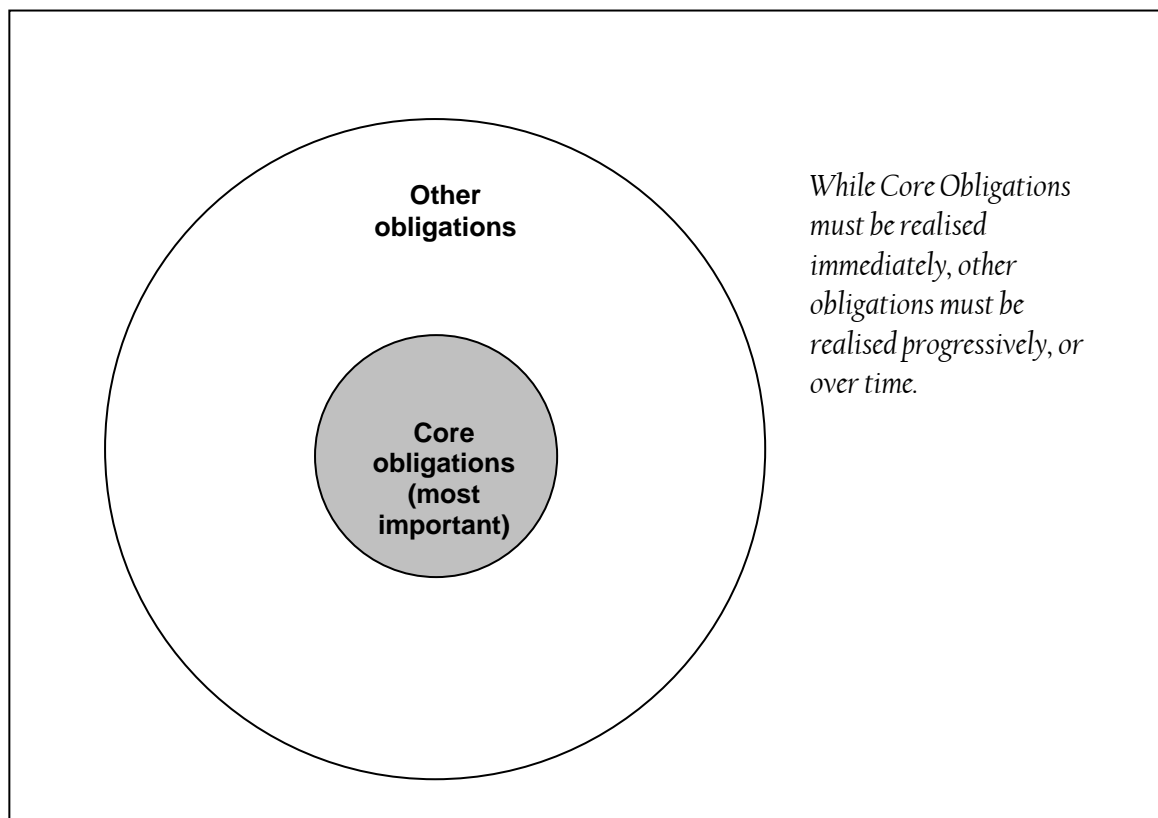 Other
obligations
While Core Obligations
must be realised
immediately, other
obligations must be
realised progressively, or
over time.
Core
obligations
(most
important)